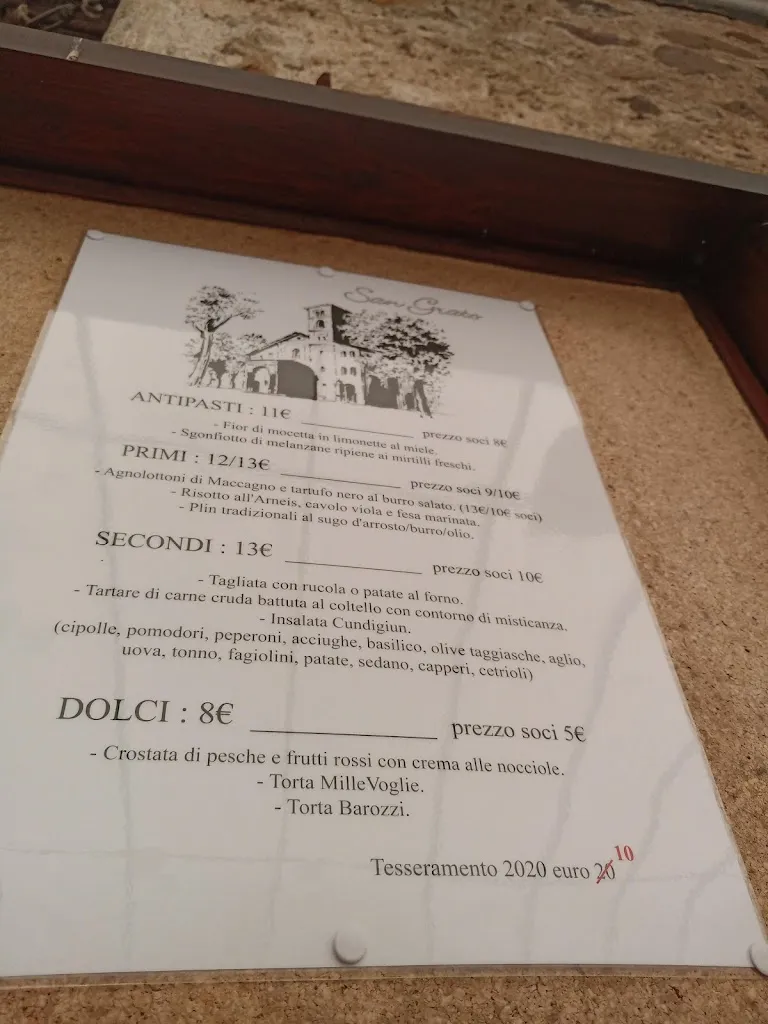 San Grato
ANTIPASTI : 11€ ____________ prezzo soci 8€
- Fior di mocetta in limonette al miele.
- Sgonfiotto di melanzane ripiene ai mirtilli freschi.
PRIMI : 12/13€ ____________ prezzo soci 9/10€
- Agnolottoni di Maccagno e tartufo nero al burro salato. (13€/10€ soci)
- Risotto all'Arneis, cavolo viola e fesa marinata.
- Plin tradizionali al sugo d'arrosto/burro/olio.
SECONDI : 13€ ____________ prezzo soci 10€
- Tagliata con rucola o patate al forno.
- Tartare di carne cruda battuta al coltello con contorno di misticanza.
- Insalata Cundigiun.
(cipolle, pomodori, peperoni, acciughe, basilico, olive taggiasche, aglio,
uova, tonno, fagiolini, patate, sedano, capperi, cetrioli)
DOLCI : 8€ ____________ prezzo soci 5€
- Crostata di pesche e frutti rossi con crema alle nocciole.
- Torta MilleVoglie.
- Torta Barozzi.
Tesseramento 2020 euro 20 10